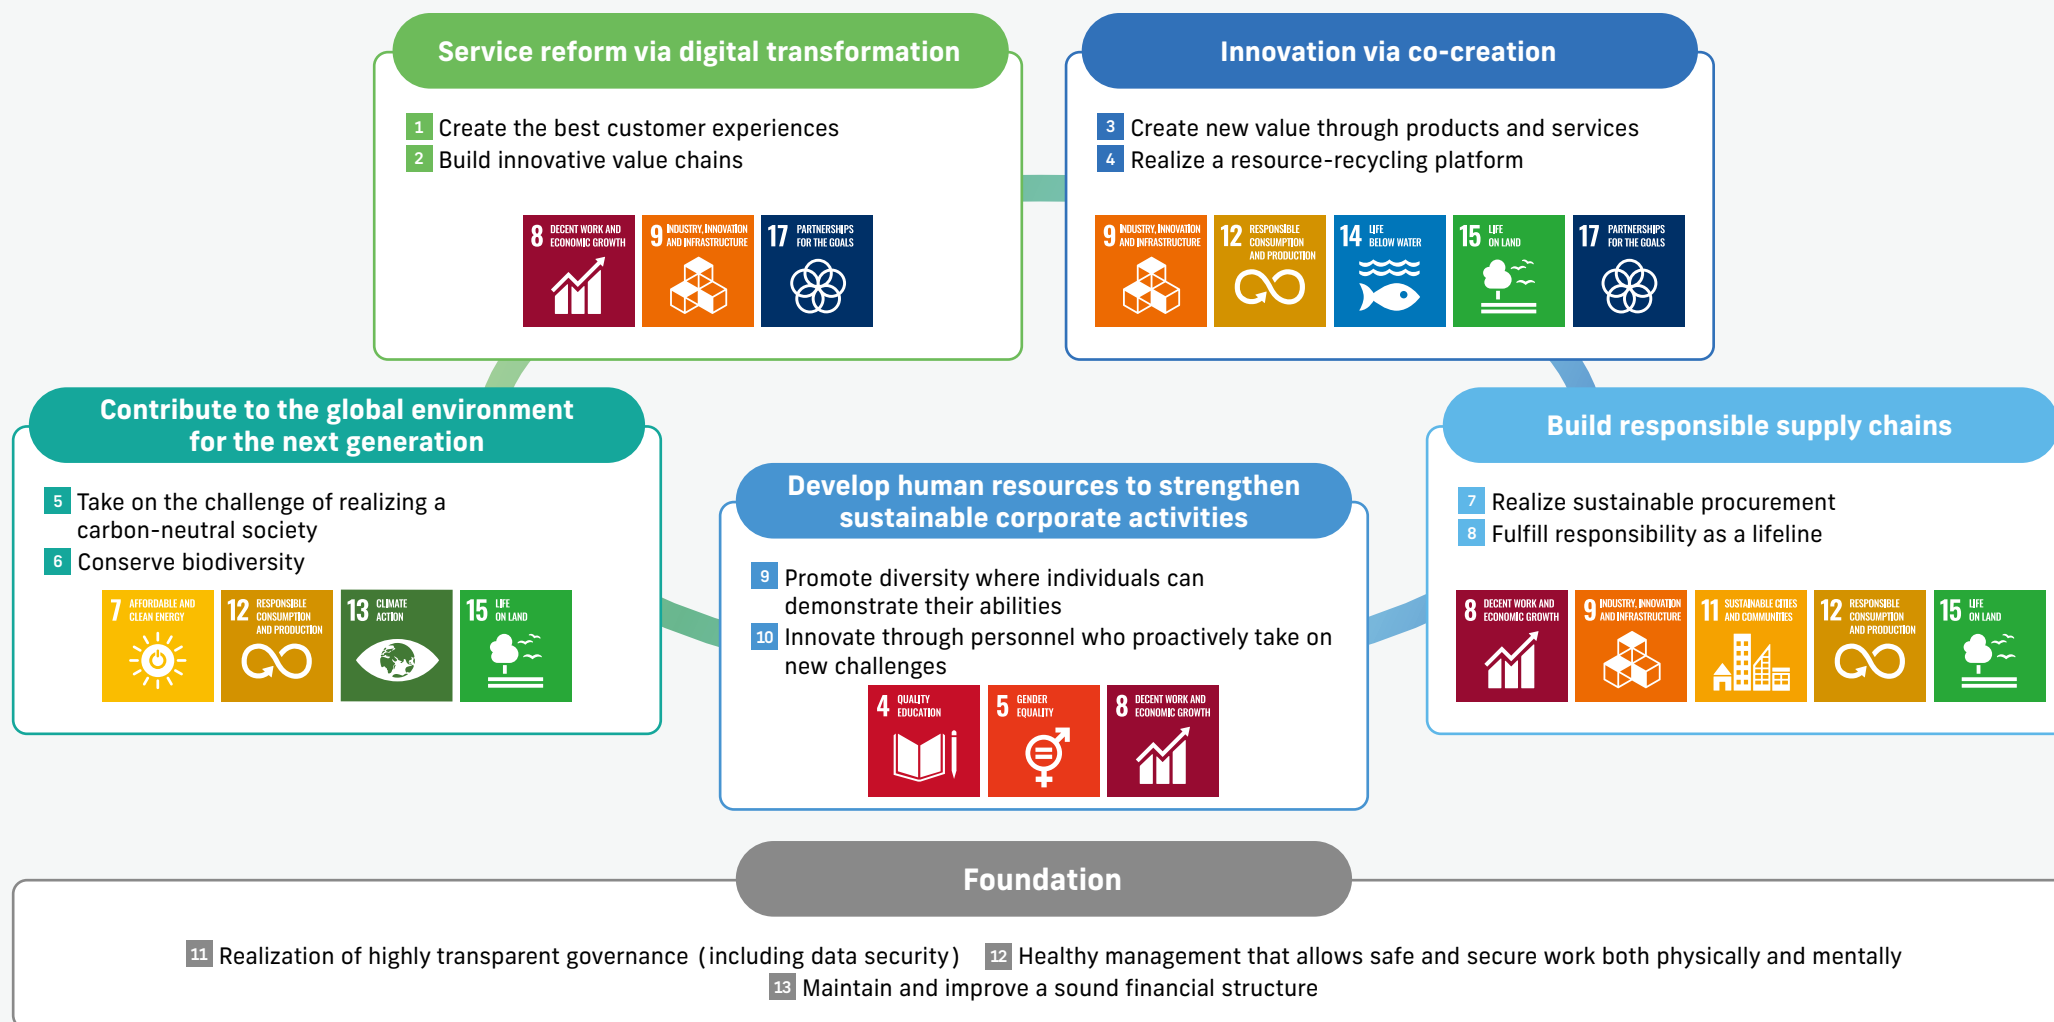 Service reform via digital transformation
1 Create the best customer experiences
2 Build innovative value chains
8 DECENT WORK AND
ECONOMIC GROWTH
9 INDUSTRY, INNOVATION
AND INFRASTRUCTURE
17 PARTNERSHIPS
FOR THE GOALS
Innovation via co-creation
3 Create new value through products and services
4 Realize a resource-recycling platform
9 INDUSTRY, INNOVATION
AND INFRASTRUCTURE
12 RESPONSIBLE
CONSUMPTION
AND PRODUCTION
14 LIFE
BELOW WATER
15 LIFE
ON LAND
17 PARTNERSHIPS
FOR THE GOALS
Contribute to the global environment
for the next generation
5 Take on the challenge of realizing a
carbon-neutral society
6 Conserve biodiversity
7 AFFORDABLE AND
CLEAN ENERGY
12 RESPONSIBLE
CONSUMPTION
AND PRODUCTION
13 CLIMATE
ACTION
15 LIFE
ON LAND
Develop human resources to strengthen
sustainable corporate activities
9 Promote diversity where individuals can
demonstrate their abilities
10 Innovate through personnel who proactively take on
new challenges
4 QUALITY
EDUCATION
5 GENDER
EQUALITY
8 DECENT WORK AND
ECONOMIC GROWTH
Build responsible supply chains
7 Realize sustainable procurement
8 Fulfill responsibility as a lifeline
8 DECENT WORK AND
ECONOMIC GROWTH
9 INDUSTRY, INNOVATION
AND INFRASTRUCTURE
11 SUSTAINABLE CITIES
AND COMMUNITIES
12 RESPONSIBLE
CONSUMPTION
AND PRODUCTION
15 LIFE
ON LAND
Foundation
11 Realization of highly transparent governance (including data security) 12 Healthy management that allows safe and secure work both physically and mentally
13 Maintain and improve a sound financial structure